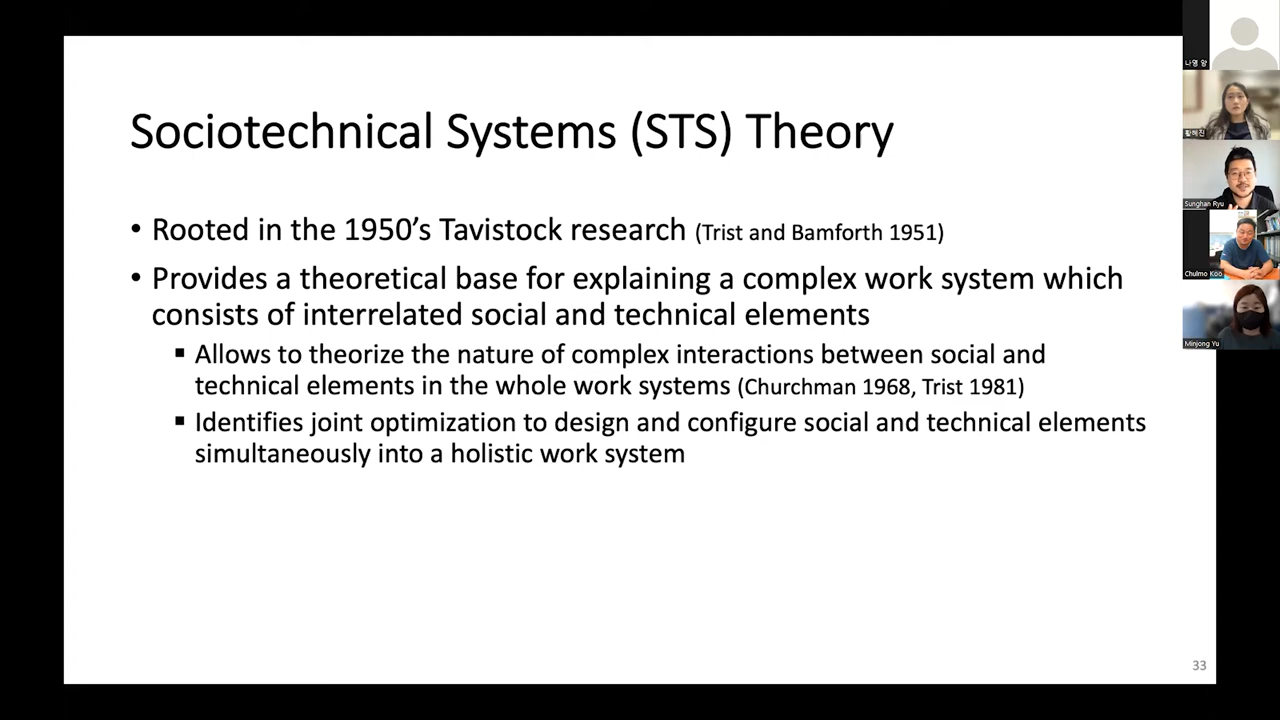 Sociotechnical Systems (STS) Theory
• Rooted in the 1950's Tavistock research (Trist and Bamforth 1951)
• Provides a theoretical base for explaining a complex work system which
consists of interrelated social and technical elements
▪ Allows to theorize the nature of complex interactions between social and
technical elements in the whole work systems (Churchman 1968, Trist 1981)
▪ Identifies joint optimization to design and configure social and technical elements
simultaneously into a holistic work system
33
나영 양
황혜진
Sunghan Ryu
Chulmo Koo
Minjong Yu